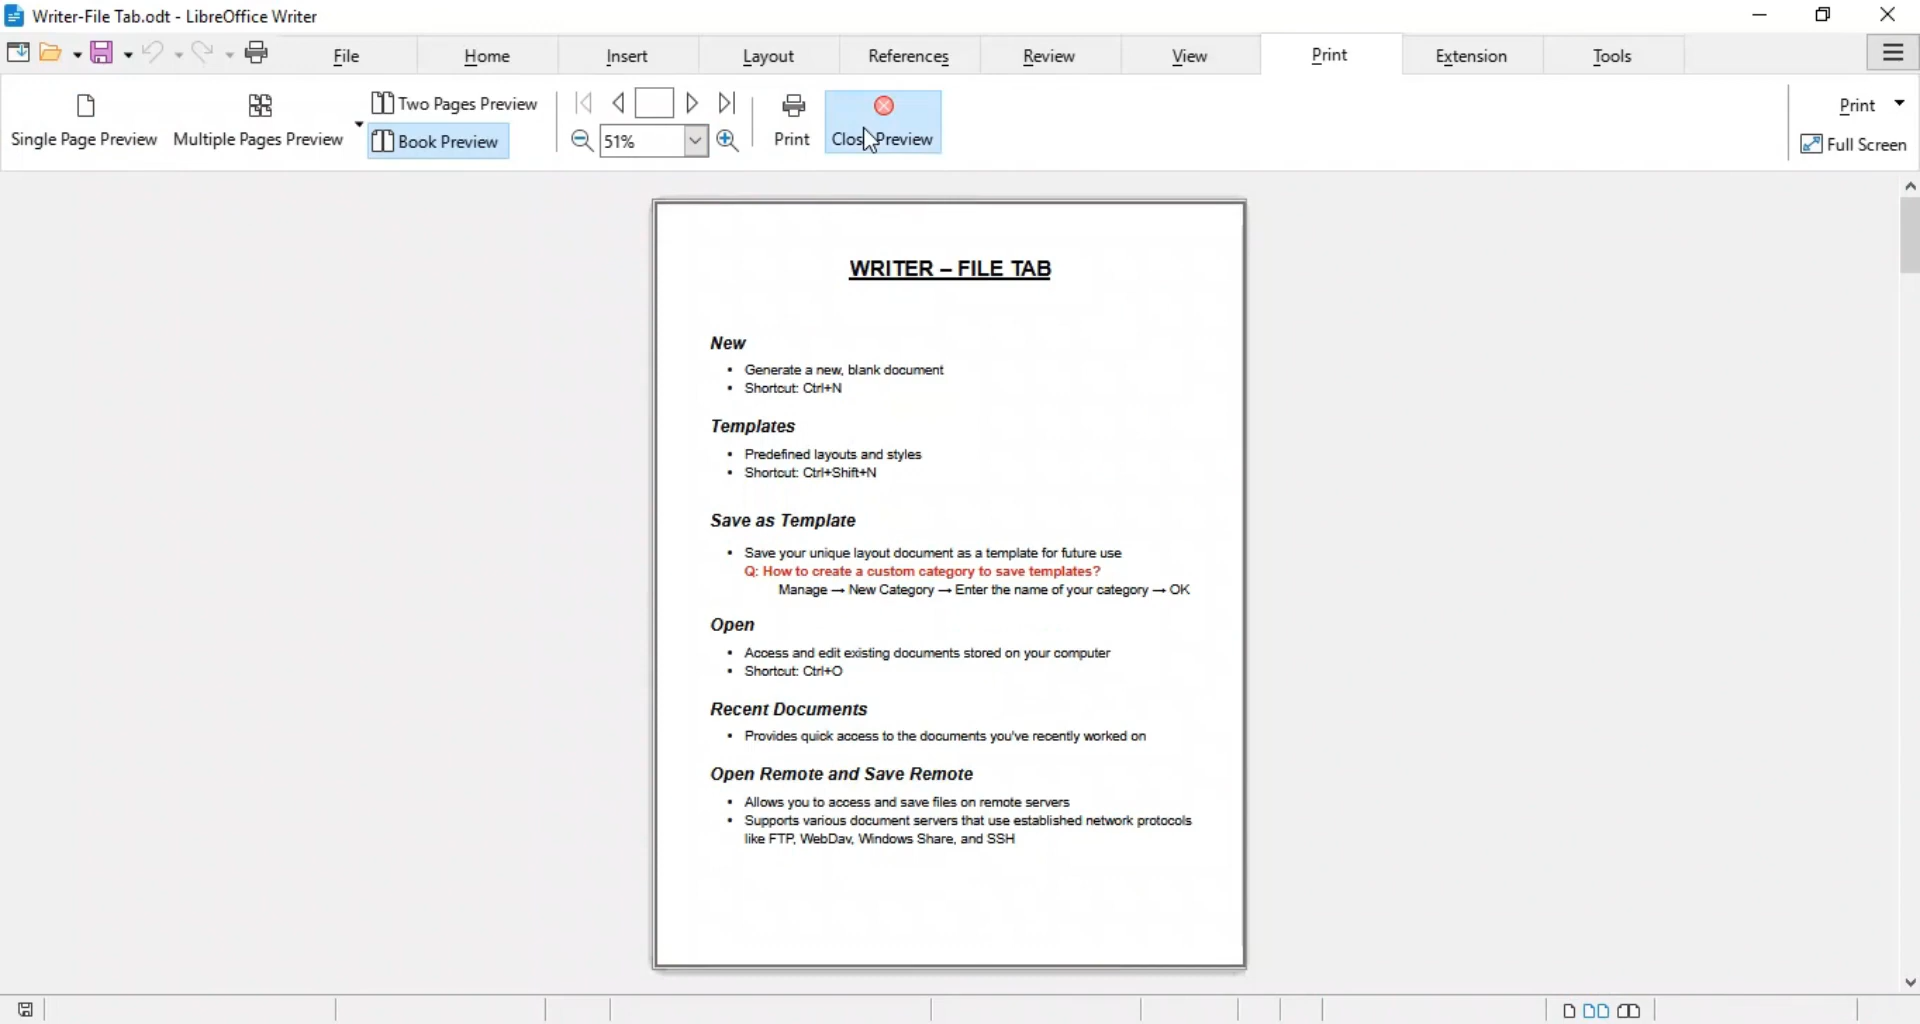 Writer-File Tab.odt - LibreOffice Writer
File Home Insert Layout References Review View Print Extension Tools
Single Page Preview Multiple Pages Preview Two Pages Preview
Book Preview
51%
Print
Close Preview
Print
Full Screen
WRITER – FILE TAB
New
• Generate a new, blank document
• Shortcut: Ctrl+N
Templates
• Predefined layouts and styles
• Shortcut: Ctrl+Shift+N
Save as Template
• Save your unique layout document as a template for future use
Q: How to create a custom category to save templates?
Manage → New Category → Enter the name of your category → OK
Open
• Access and edit existing documents stored on your computer
• Shortcut: Ctrl+O
Recent Documents
• Provides quick access to the documents you've recently worked on
Open Remote and Save Remote
• Allows you to access and save files on remote servers
• Supports various document servers that use established network protocols
like FTP, WebDav, Windows Share, and SSH